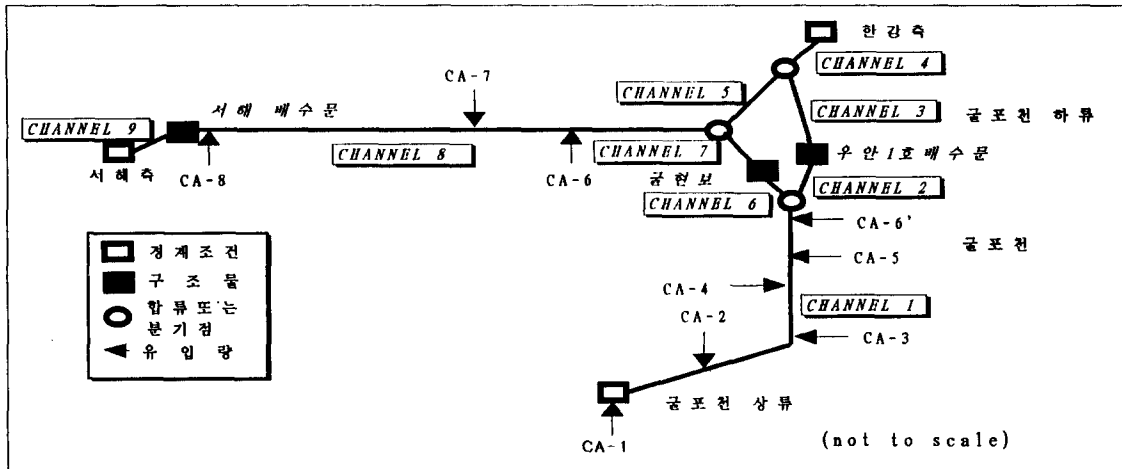 한강측
CHANNEL 4
CA-7
CHANNEL 5
서해 배수문
CHANNEL 3
CHANNEL 9
굴포천 하류
CHANNEL 8
CHANNEL 7
우안1호배수문
서해측
CA-8
CA-6
굴현보
CHANNEL 2
CHANNEL 6
CA-6'
굴포천
CA-5
CA-4
CHANNEL 1
CA-2
CA-3
구조물
합류또는
분기점
유입량
굴포천 상류
CA-1
(not to scale)